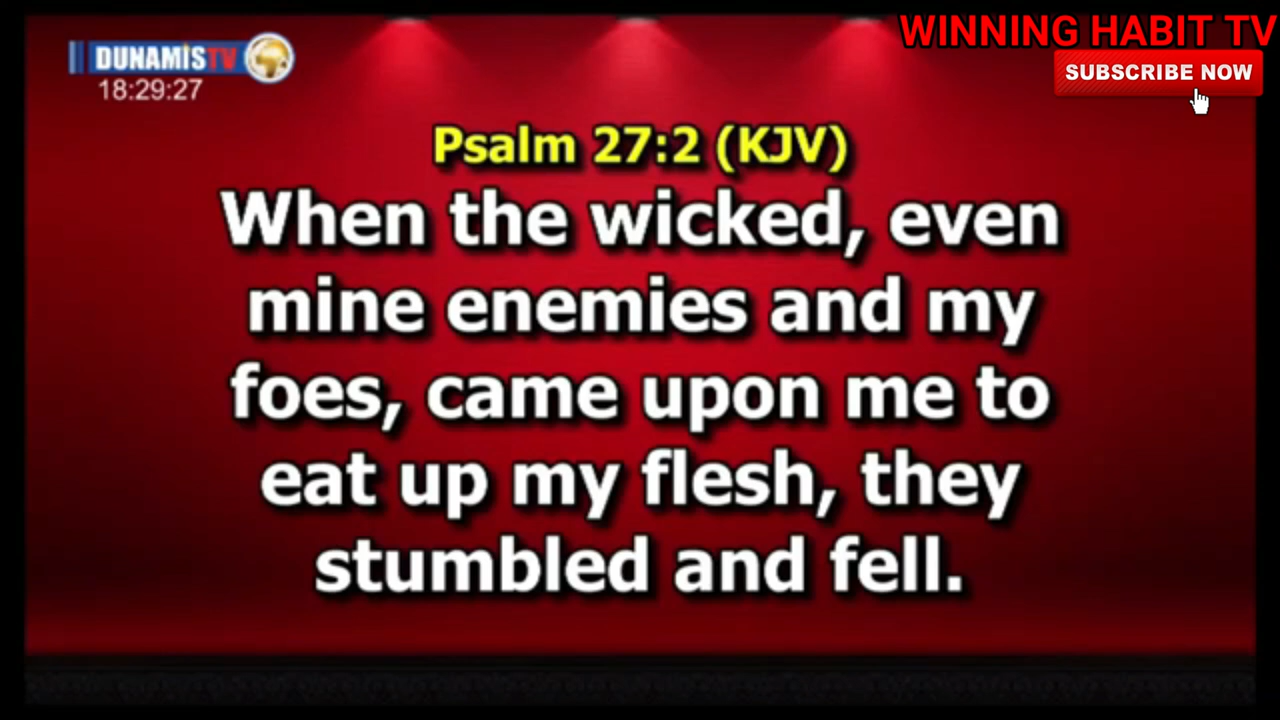 WINNING HABIT TV
DUNAMIS TV
SUBSCRIBE NOW
18:29:27
Psalm 27:2 (KJV)
When the wicked, even
mine enemies and my
foes, came upon me to
eat up my flesh, they
stumbled and fell.